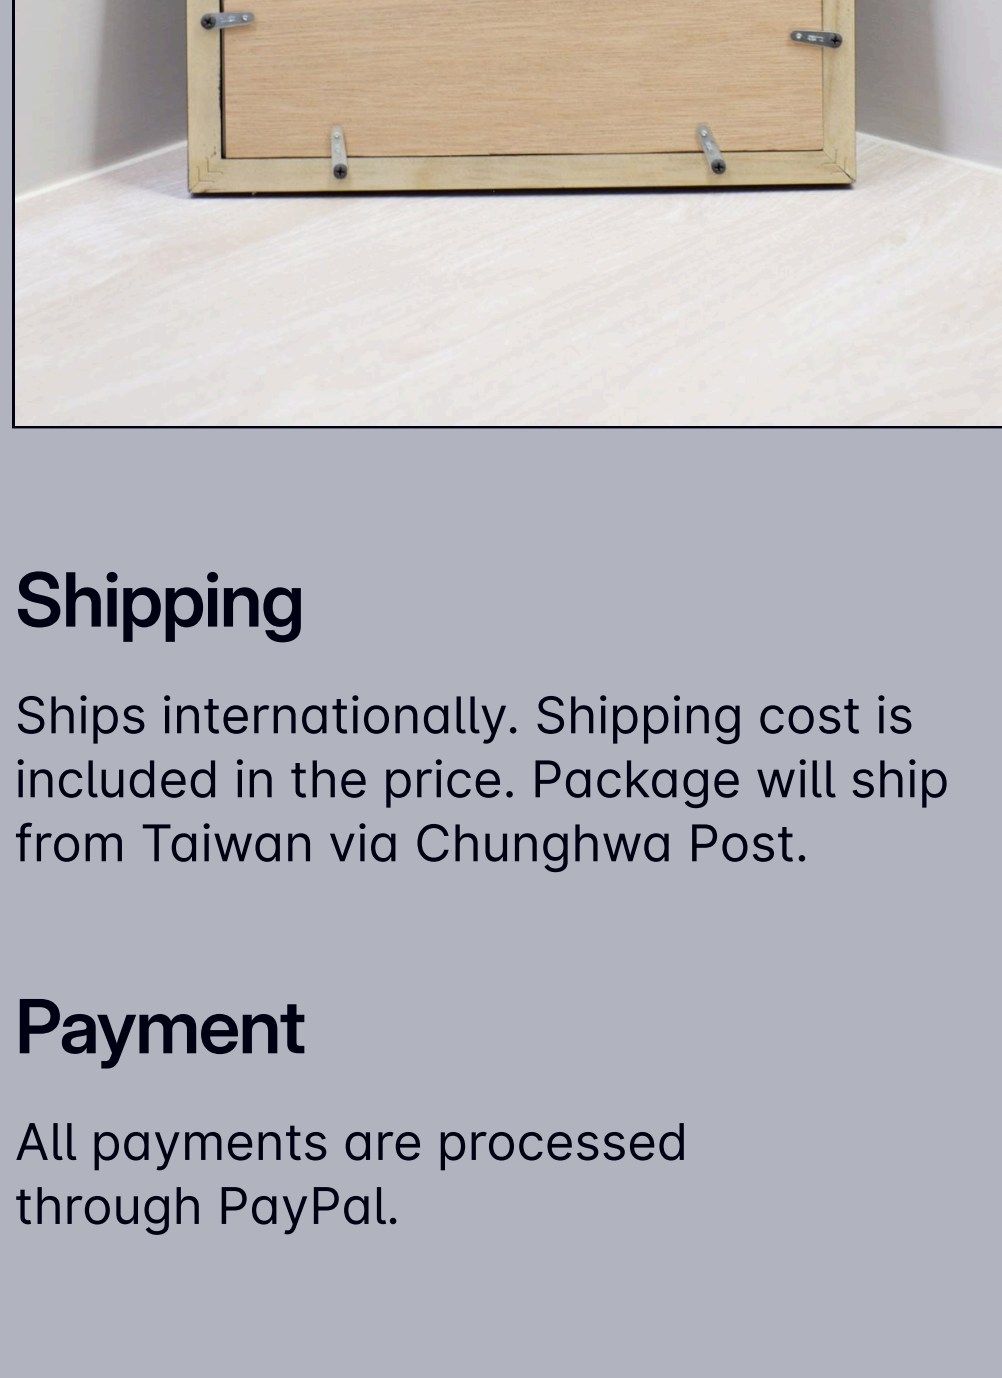 Shipping
Ships internationally. Shipping cost is
included in the price. Package will ship
from Taiwan via Chunghwa Post.
Payment
All payments are processed
through PayPal.